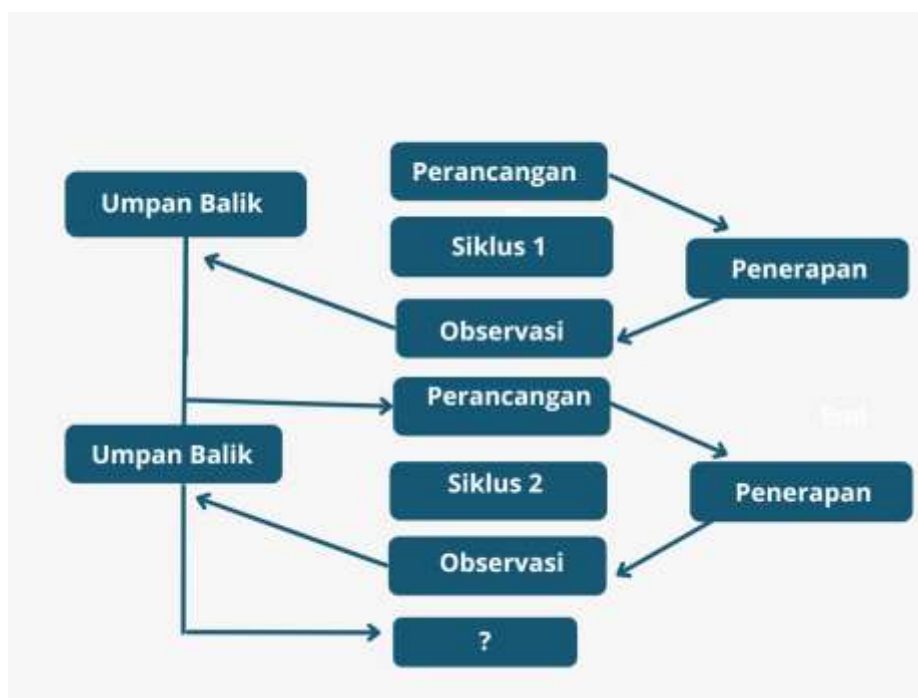 Perancangan
Umpan Balik
Siklus 1
Penerapan
Observasi
Perancangan
Umpan Balik
Siklus 2
Penerapan
Observasi
?